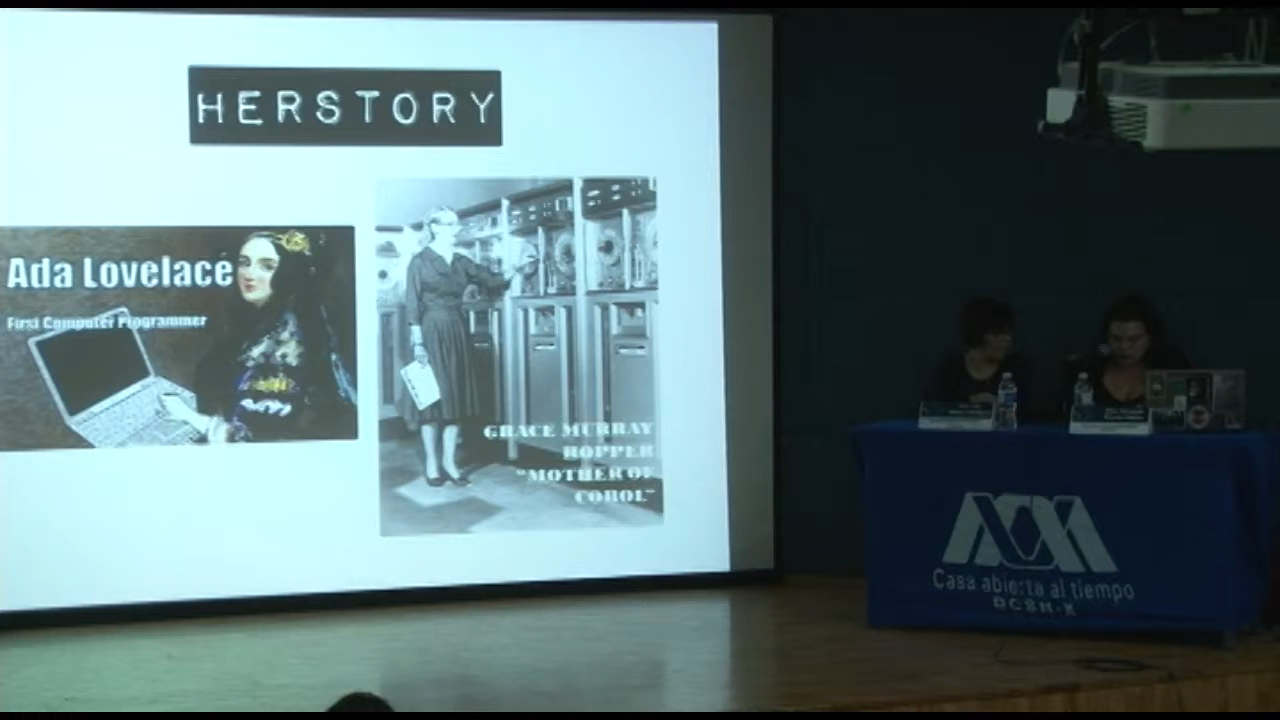 HERSTORY
Ada Lovelace
First Computer Programmer
GRACE MURRAY
HOPPER
"MOTHER OF
COBOL"
Casa abierta al tiempo
DCSH-X